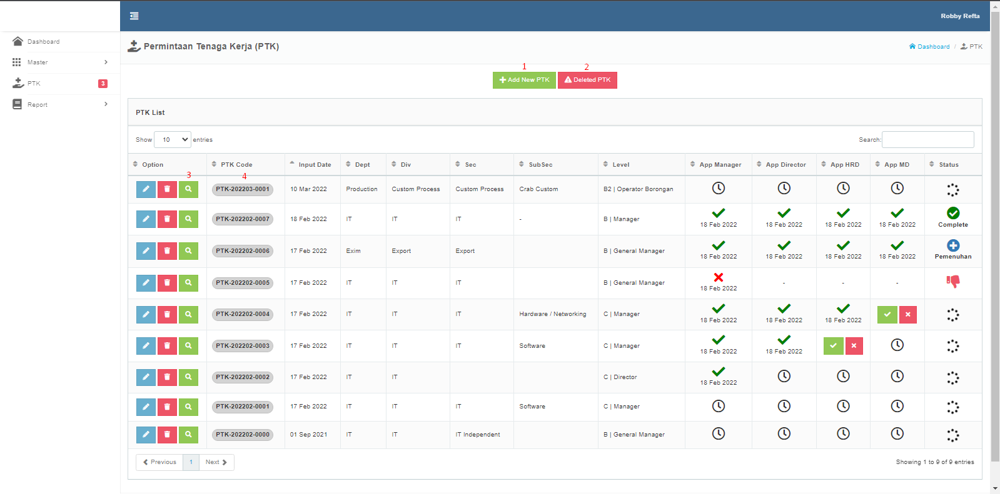 Robby Refta
Dashboard
Master
PTK 3
Report
Permintaan Tenaga Kerja (PTK)
Dashboard / PTK
1 2
Add New PTK Deleted PTK
PTK List
Show 10 entries Search:
Option PTK Code Input Date Dept Div Sec SubSec Level App Manager App Director App HRD App MD Status
3 4
PTK-202203-0001 10 Mar 2022 Production Custom Process Custom Process Crab Custom B2 | Operator Borongan
PTK-202202-0007 18 Feb 2022 IT IT IT - B | Manager 18 Feb 2022 18 Feb 2022 18 Feb 2022 18 Feb 2022 Complete
PTK-202202-0006 17 Feb 2022 Exim Export Export B | General Manager 18 Feb 2022 18 Feb 2022 18 Feb 2022 18 Feb 2022 Pemenuhan
PTK-202202-0005 17 Feb 2022 IT IT IT B | General Manager 18 Feb 2022 - - -
PTK-202202-0004 17 Feb 2022 IT IT IT Hardware / Networking C | Manager 18 Feb 2022 18 Feb 2022 18 Feb 2022
PTK-202202-0003 17 Feb 2022 IT IT IT Software C | Manager 18 Feb 2022 18 Feb 2022
PTK-202202-0002 17 Feb 2022 IT IT C | Director 18 Feb 2022
PTK-202202-0001 17 Feb 2022 IT IT IT Software C | Manager
PTK-202202-0000 01 Sep 2021 IT IT IT Independent B | General Manager
Previous 1 Next Showing 1 to 9 of 9 entries